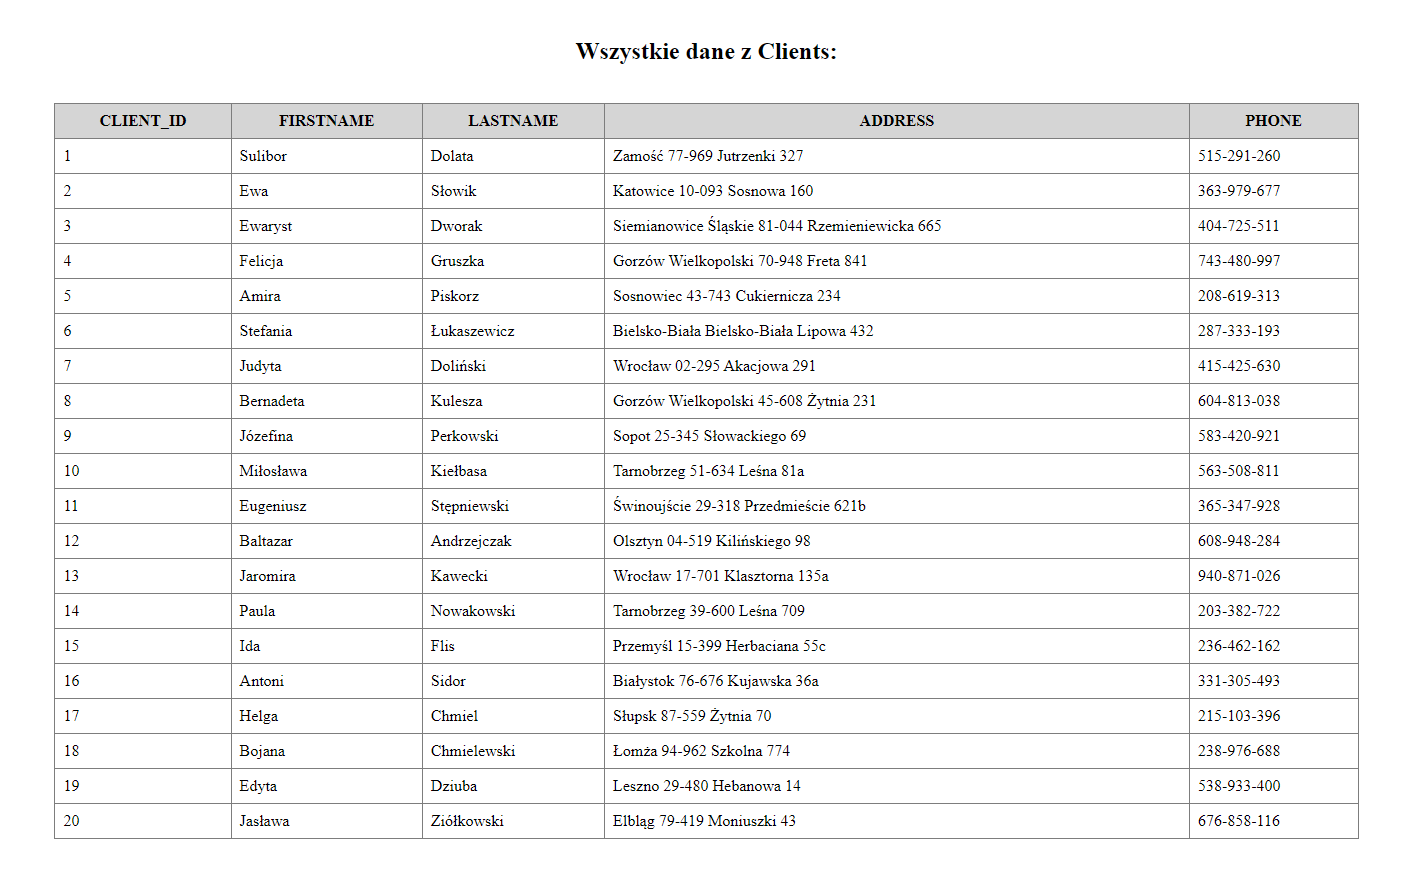 Wszystkie dane z Clients:
CLIENT_ID FIRSTNAME LASTNAME ADDRESS PHONE
1 Sulibor Dolata Zamość 77-969 Jutrzenki 327 515-291-260
2 Ewa Słowik Katowice 10-093 Sosnowa 160 363-979-677
3 Ewaryst Dworak Siemianowice Śląskie 81-044 Rzemieniewicka 665 404-725-511
4 Felicja Gruszka Gorzów Wielkopolski 70-948 Freta 841 743-480-997
5 Amira Piskorz Sosnowiec 43-743 Cukiernicza 234 208-619-313
6 Stefania Łukaszewicz Bielsko-Biała Bielsko-Biała Lipowa 432 287-333-193
7 Judyta Doliński Wrocław 02-295 Akacjowa 291 415-425-630
8 Bernadeta Kulesza Gorzów Wielkopolski 45-608 Żytnia 231 604-813-038
9 Józefina Perkowski Sopot 25-345 Słowackiego 69 583-420-921
10 Miłosława Kiełbasa Tarnobrzeg 51-634 Leśna 81a 563-508-811
11 Eugeniusz Stępniewski Świnoujście 29-318 Przedmieście 621b 365-347-928
12 Baltazar Andrzejczak Olsztyn 04-519 Kilińskiego 98 608-948-284
13 Jaromira Kawecki Wrocław 17-701 Klasztorna 135a 940-871-026
14 Paula Nowakowski Tarnobrzeg 39-600 Leśna 709 203-382-722
15 Ida Flis Przemyśl 15-399 Herbaciana 55c 236-462-162
16 Antoni Sidor Białystok 76-676 Kujawska 36a 331-305-493
17 Helga Chmiel Słupsk 87-559 Żytnia 70 215-103-396
18 Bojana Chmielewski Łomża 94-962 Szkolna 774 238-976-688
19 Edyta Dziuba Leszno 29-480 Hebanowa 14 538-933-400
20 Jasława Ziółkowski Elbląg 79-419 Moniuszki 43 676-858-116